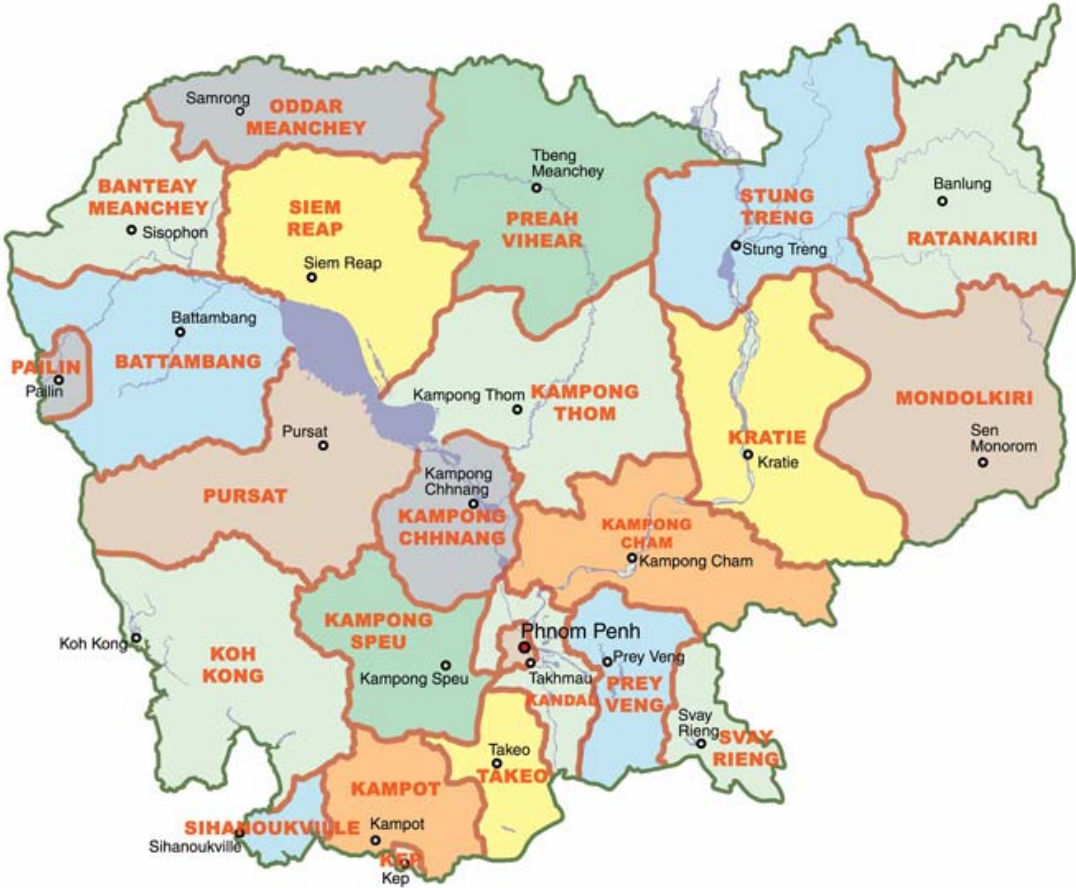 Samrong
ODDAR
MEANCHEY
Tbeng
Meanchey
BANTEAY
MEANCHEY
Sisophon
SIEM
REAP
Siem Reap
PREAH
VIHEAR
STUNG
TRENG
Stung Treng
Banlung
RATANAKIRI
Battambang
BATTAMBANG
PAILIN
Pailin
Kampong Thom
KAMPONG
THOM
MONDOLKIRI
Sen
Monorom
KRATIE
Kratie
Pursat
PURSAT
Kampong
Chhnang
KAMPONG
CHHNANG
KAMPONG
CHAM
Kampong Cham
Koh Kong
KOH
KONG
KAMPONG
SPEU
Kampong Speu
Phnom Penh
Takhmau
KANDAL
Prey Veng
PREY
VENG
Svay
Rieng
SVAY
RIENG
Takeo
TAKEO
KAMPOT
Kampot
SIHANOUKVILLE
Sihanoukville
KEP
Kep